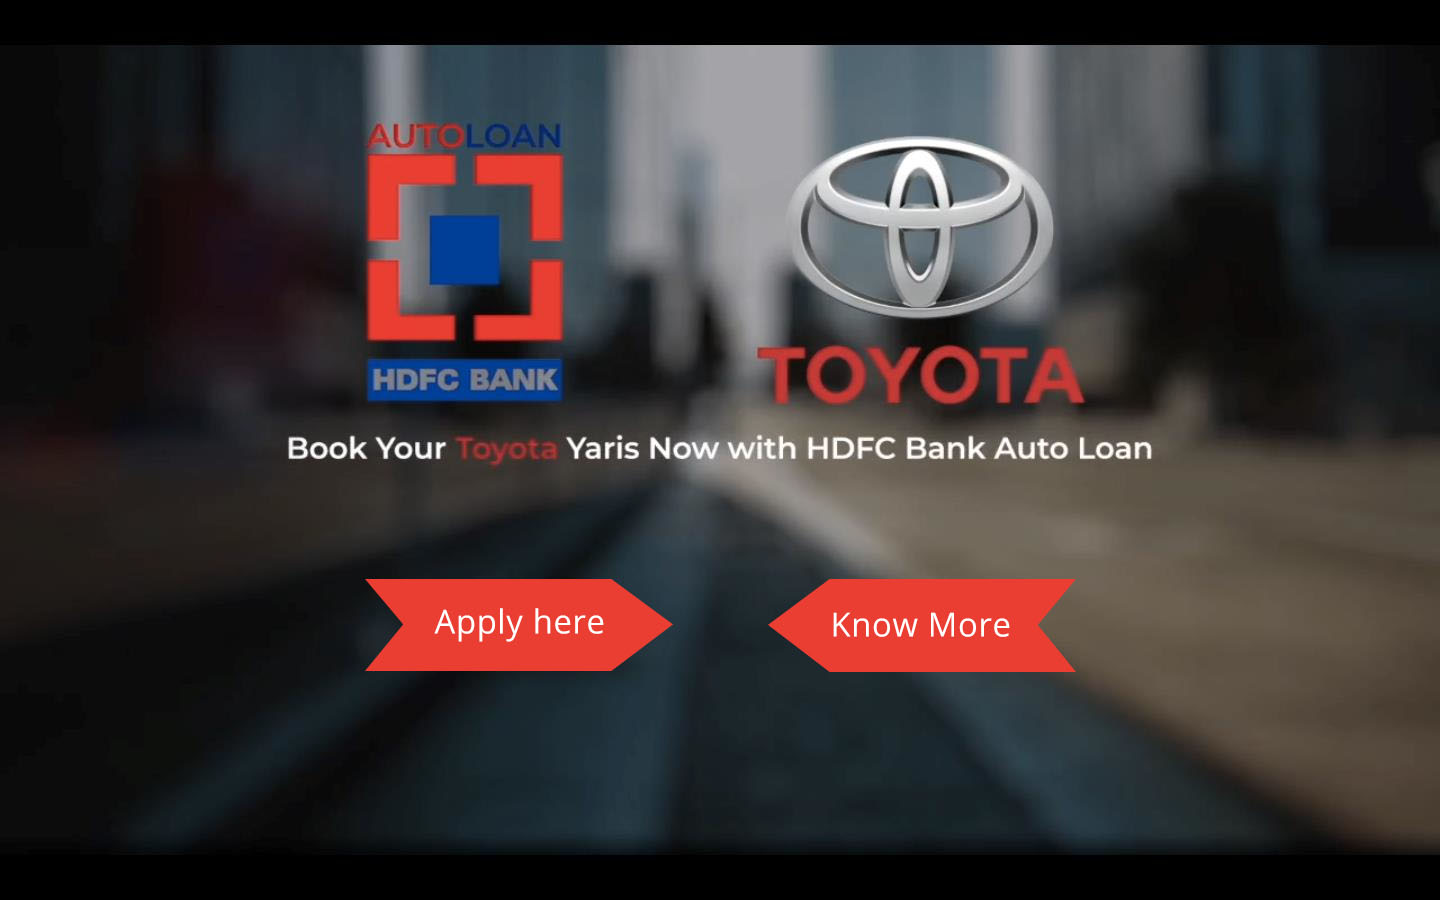 AUTOLOAN
HDFC BANK
TOYOTA
Book Your Toyota Yaris Now with HDFC Bank Auto Loan
Apply here
Know More